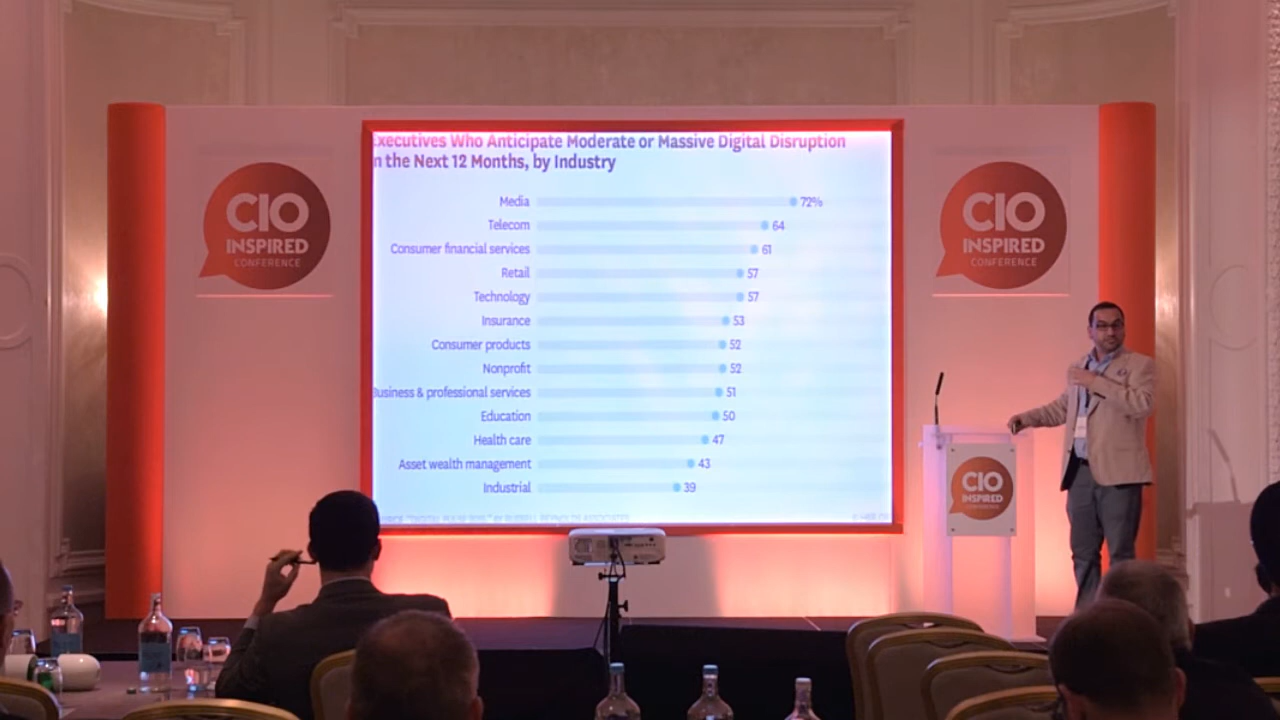 CIO
INSPIRED
CONFERENCE
Executives Who Anticipate Moderate or Massive Digital Disruption
n the Next 12 Months, by Industry
Media 72%
Telecom 64
Consumer financial services 61
Retail 57
Technology 57
Insurance 53
Consumer products 52
Nonprofit 52
Business & professional services 51
Education 50
Health care 47
Asset wealth management 43
Industrial 39
CIO
INSPIRED
CONFERENCE
CIO
INSPIRED
CONFERENCE